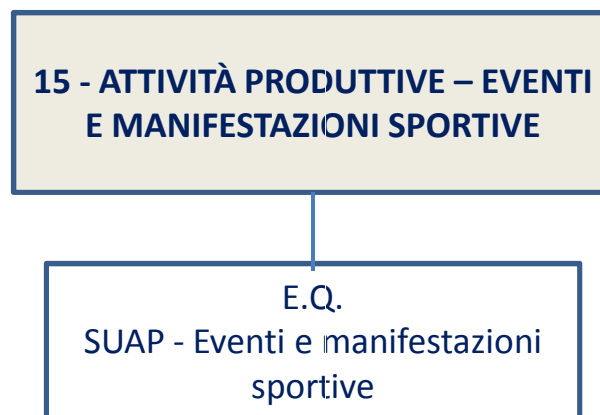 15 - ATTIVITÀ PRODUTTIVE – EVENTI
E MANIFESTAZIONI SPORTIVE
E.Q.
SUAP - Eventi e manifestazioni
sportive